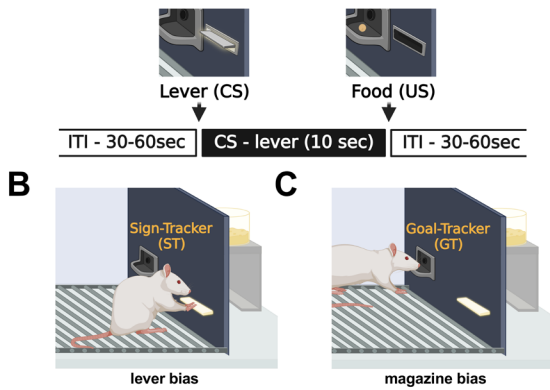 Lever (CS)
Food (US)
ITI - 30-60sec
CS - lever (10 sec)
ITI - 30-60sec
B
Sign-Tracker
(ST)
lever bias
C
Goal-Tracker
(GT)
magazine bias